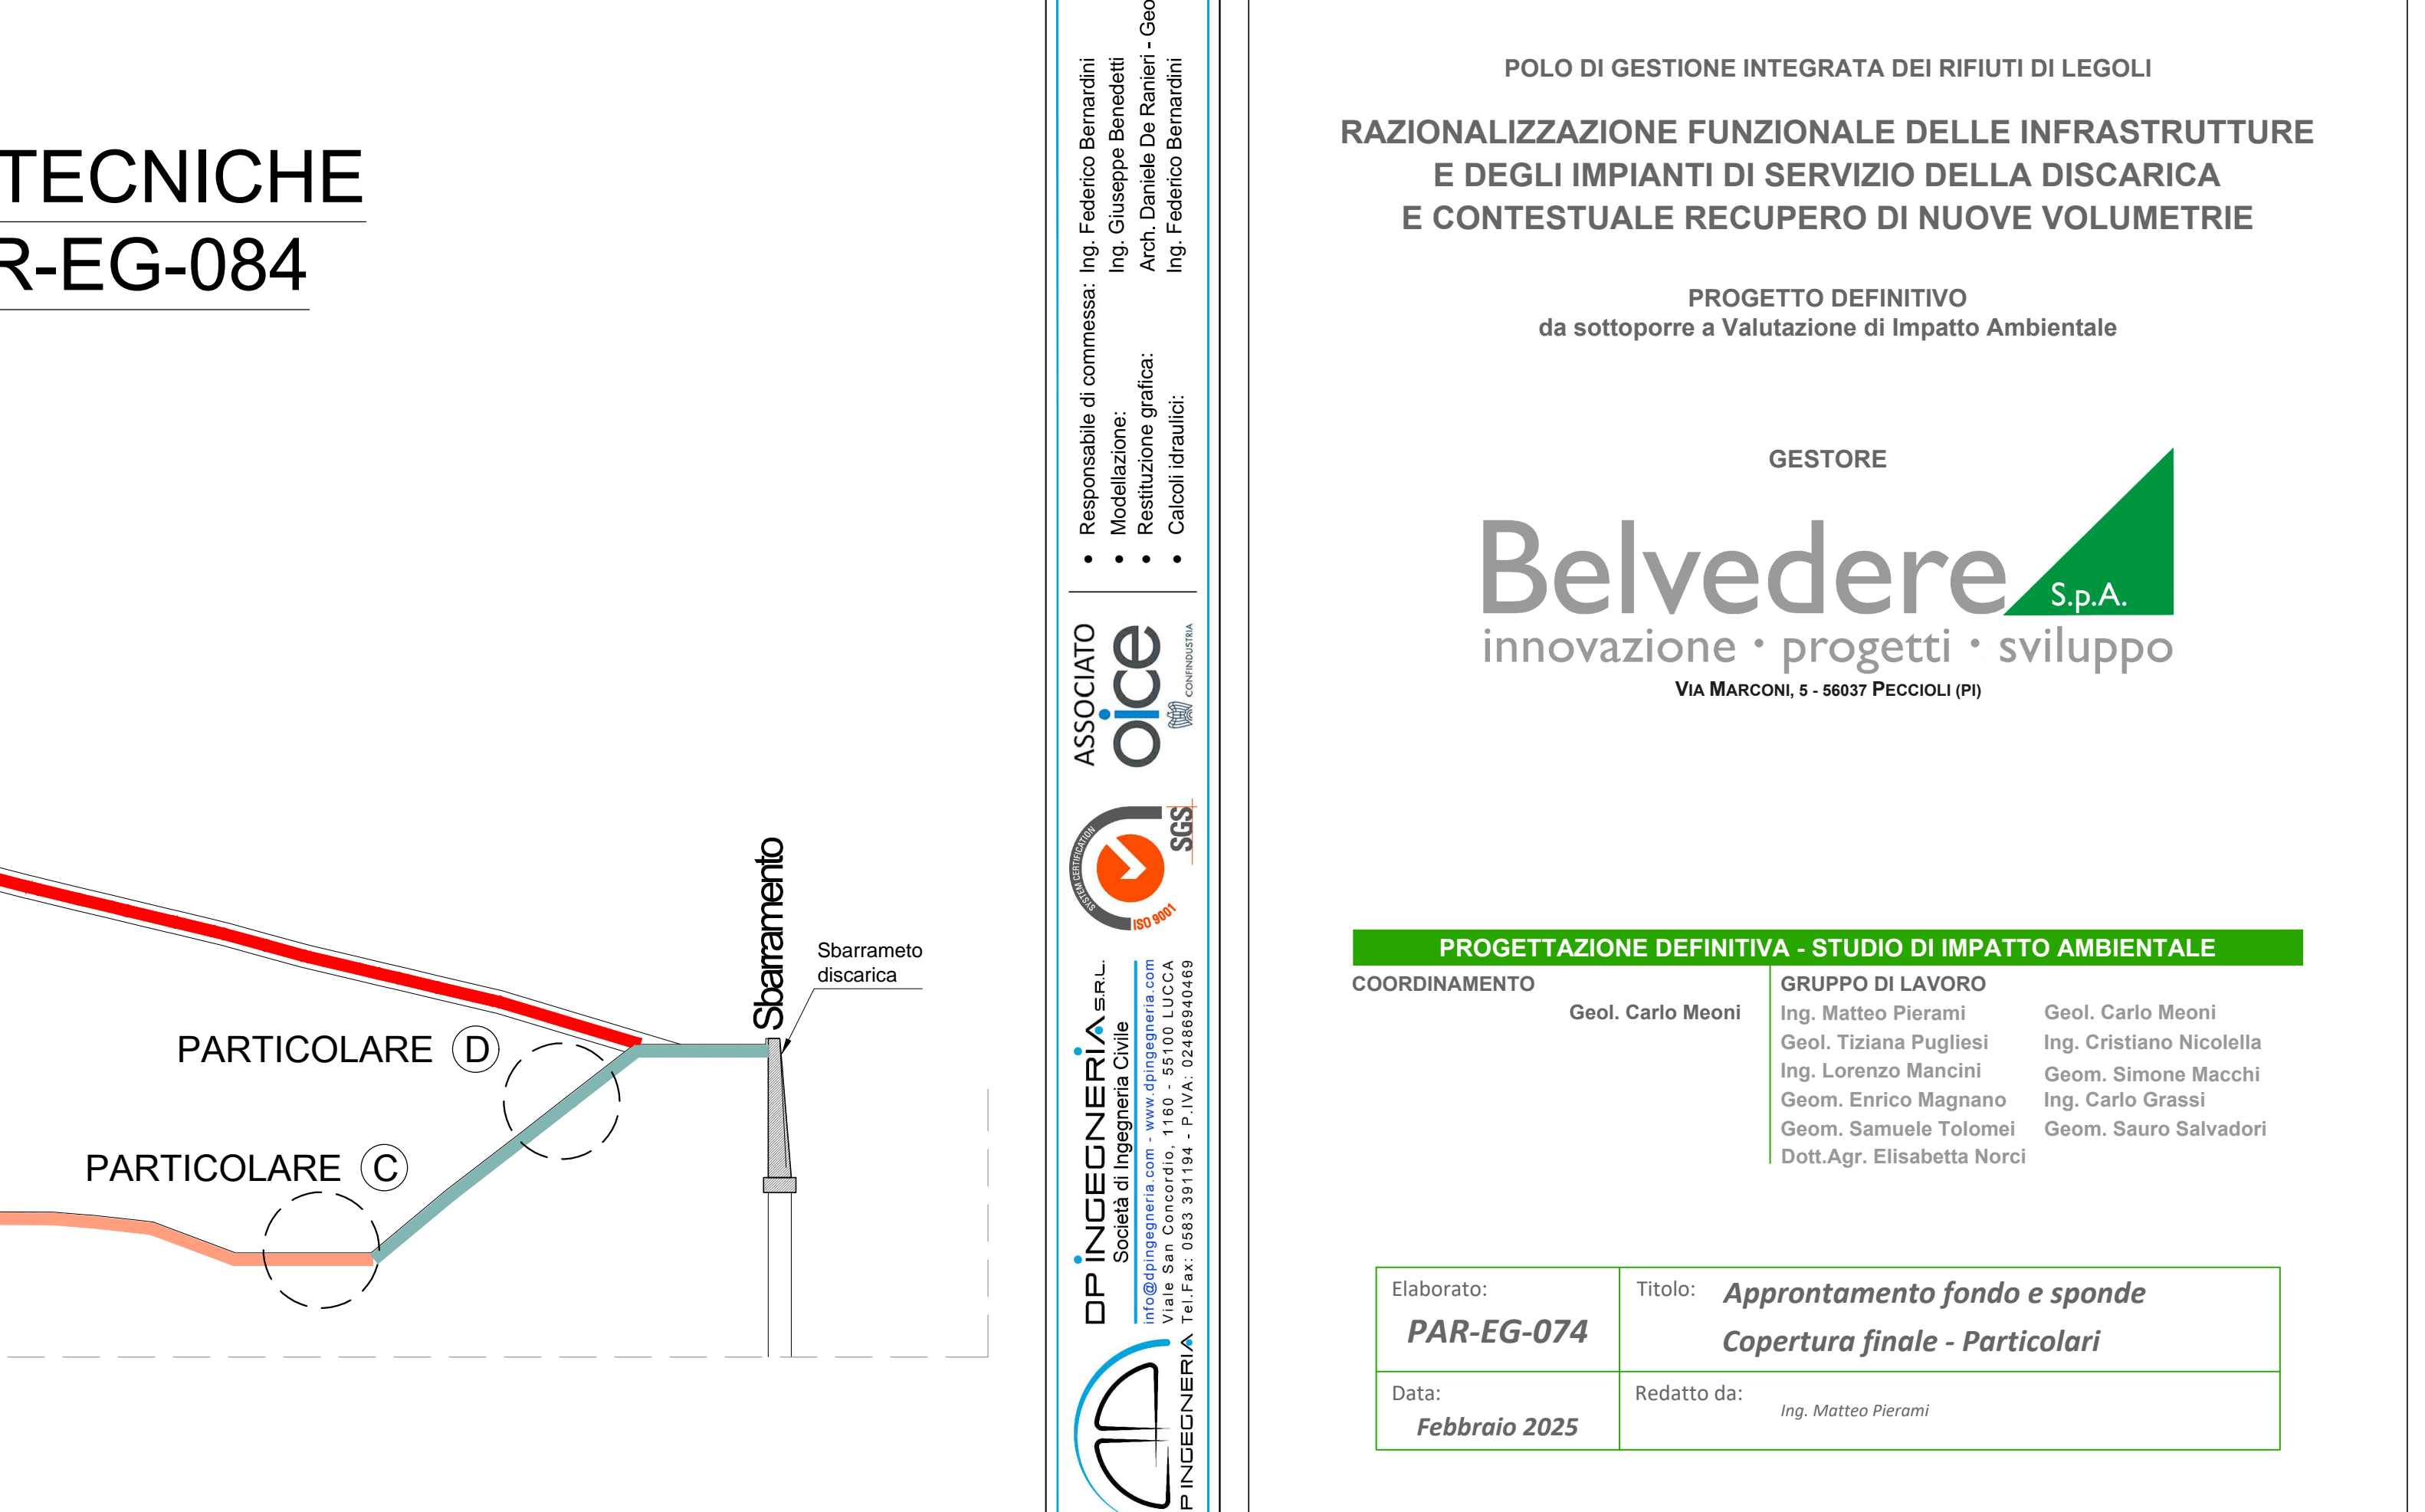 TECNICHE
R-EG-084
Sbarramento
Sbarrameto
discarica
PARTICOLARE D
PARTICOLARE C
• Responsabile di commessa: Ing. Federico Bernardini
• Modellazione: Ing. Giuseppe Benedetti
• Restituzione grafica: Arch. Daniele De Ranieri - Geo
• Calcoli idraulici: Ing. Federico Bernardini
ASSOCIATO
oice
CONFINDUSTRIA
SYSTEM CERTIFICATION
ISO 9001
SGS
DP INGEGNERIA S.R.L.
Società di Ingegneria Civile
info@dpingegneria.com - www.dpingegneria.com
Viale San Concordio, 1160 - 55100 LUCCA
Tel.Fax: 0583 391194 - P.IVA: 02486940469
P INGEGNERIA
POLO DI GESTIONE INTEGRATA DEI RIFIUTI DI LEGOLI
RAZIONALIZZAZIONE FUNZIONALE DELLE INFRASTRUTTURE
E DEGLI IMPIANTI DI SERVIZIO DELLA DISCARICA
E CONTESTUALE RECUPERO DI NUOVE VOLUMETRIE
PROGETTO DEFINITIVO
da sottoporre a Valutazione di Impatto Ambientale
GESTORE
Belvedere S.p.A.
innovazione • progetti • sviluppo
VIA MARCONI, 5 - 56037 PECCIOLI (PI)
PROGETTAZIONE DEFINITIVA - STUDIO DI IMPATTO AMBIENTALE
COORDINAMENTO
Geol. Carlo Meoni
GRUPPO DI LAVORO
Ing. Matteo Pierami Geol. Carlo Meoni
Geol. Tiziana Pugliesi Ing. Cristiano Nicolella
Ing. Lorenzo Mancini Geom. Simone Macchi
Geom. Enrico Magnano Ing. Carlo Grassi
Geom. Samuele Tolomei Geom. Sauro Salvadori
Dott.Agr. Elisabetta Norci
Elaborato:
PAR-EG-074
Titolo: Approntamento fondo e sponde
Copertura finale - Particolari
Data:
Febbraio 2025
Redatto da:
Ing. Matteo Pierami